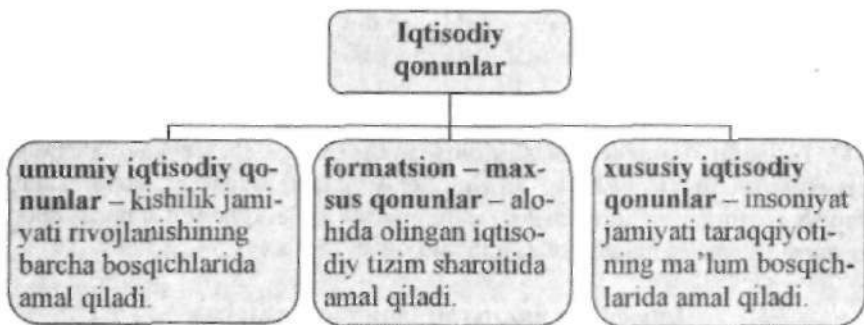 Iqtisodiy
qonunlar
umumiy iqtisodiy qo-
nunlar – kishilik jami-
yati rivojlanishining
barcha bosqichlarida
amal qiladi.
formatsion – max-
sus qonunlar – alo-
hida olingan iqtiso-
diy tizim sharoitida
amal qiladi.
xususiy iqtisodiy
qonunlar – insoniyat
jamiyati taraqqiyoti-
ning ma’lum bosqich-
larida amal qiladi.